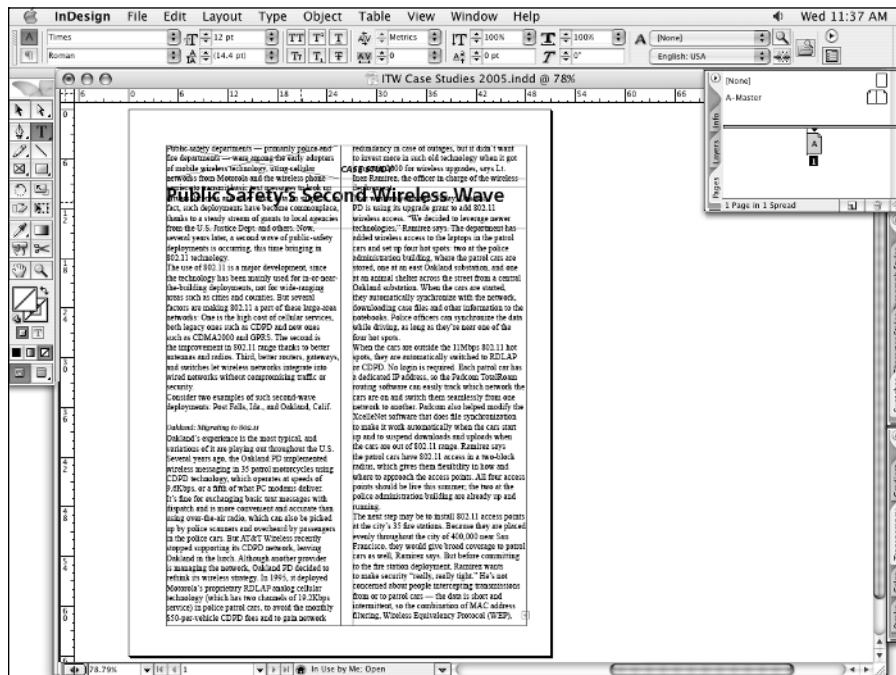 InDesign File Edit Layout Type Object Table View Window Help Wed 11:37 AM
Times 12 pt TT T² T Metrics 100% 100% A [None]
Roman (14.4 pt) Tr T₁ Ŧ 0 0 pt 0° English: USA
ITW Case Studies 2005.indd @ 78%
6 0 6 12 18 24 30 36 42 48 54 60 66
[None]
A-Master
Info
Layers
Pages
A
1
1 Page in 1 Spread
CASE STUDY
Public Safety's Second Wireless Wave
Public-safety departments — primarily police and
fire departments — were among the early adopters
of mobile wireless technology, citing cellular
networks from Motorola and the wireless phone
fact, such deployments have become commonplace,
thanks to a steady stream of grants to local agencies
from the U.S. Justice Dept. and others. Now,
several years later, a second wave of public-safety
deployments is occurring, this time bringing in
802.11 technology.
The use of 802.11 is a major development, since
the technology has been mainly used for in-or-near-
the-building deployments, not for wide-ranging
areas such as cities and counties. But several
factors are making 802.11 a part of these large-area
networks: One is the high cost of cellular services,
both legacy ones such as CDPD and new ones
such as CDMA2000 and GPRS. The second is
the improvement in 802.11 range thanks to better
antennas and radios. Third, better routers, gateways,
and switches let wireless networks integrate into
wired networks without compromising traffic or
security.
Consider two examples of such second-wave
deployments: Post Falls, Ida., and Oakland, Calif.
Oakland: Migrating to 802.11
Oakland's experience is the most typical, and
variations of it are playing out throughout the U.S.
Several years ago, the Oakland PD implemented
wireless messaging in 35 patrol motorcycles using
CDPD technology, which operates at speeds of
9.6Kbps, or a fifth of what PC modems deliver.
It's fine for exchanging basic text messages with
dispatch and is more convenient and accurate than
using over-the-air radio, which can also be picked
up by police scanners and overheard by passengers
in the police cars. But AT&T Wireless recently
stopped supporting its CDPD network, leaving
Oakland in the lurch. Although another provider
is managing the network, Oakland PD decided to
rethink its wireless strategy. In 1995, it deployed
Motorola's proprietary RDLAP analog cellular
technology (which has two channels of 19.2Kbps
service) in police patrol cars, to avoid the monthly
$50-per-vehicle CDPD fees and to gain network
redundancy in case of outages, but it didn't want
to invest more in such old technology when it got
for wireless upgrades, says Lt.
Ramirez, the officer in charge of the wireless
deployment.
PD is using its upgrade grant to add 802.11
wireless access. "We decided to leverage newer
technologies," Ramirez says. The department has
added wireless access to the laptops in the patrol
cars and set up four hot spots: two at the police
administration building, where the patrol cars are
stored, one at an east Oakland substation, and one
at an animal shelter across the street from a central
Oakland substation. When the cars are started,
they automatically synchronize with the network,
downloading case files and other information to the
notebooks. Police officers can synchronize the data
while driving, as long as they're near one of the
four hot spots.
When the cars are outside the 11Mbps 802.11 hot
spots, they are automatically switched to RDLAP
or CDPD. No login is required. Each patrol car has
a dedicated IP address, so the Padcom TotalRoam
routing software can easily track which network the
cars are on and switch them seamlessly from one
network to another. Padcom also helped modify the
XcelleNet software that does file synchronization
to make it work automatically when the cars start
up and to suspend downloads and uploads when
the cars are out of 802.11 range. Ramirez says
the patrol cars have 802.11 access in a two-block
radius, which gives them flexibility in how and
where to approach the access points. All four access
points should be live this summer; the two at the
police administration building are already up and
running.
The next step may be to install 802.11 access points
at the city's 35 fire stations. Because they are placed
evenly throughout the city of 400,000 near San
Francisco, they would give broad coverage to patrol
cars as well, Ramirez says. But before committing
to the fire station deployment, Ramirez wants
to make security "really, really tight." He's not
concerned about people intercepting transmissions
from or to patrol cars — the data is short and
intermittent, so the combination of MAC address
filtering, Wireless Equivalency Protocol (WEP),
78.79% 1 In Use by Me; Open